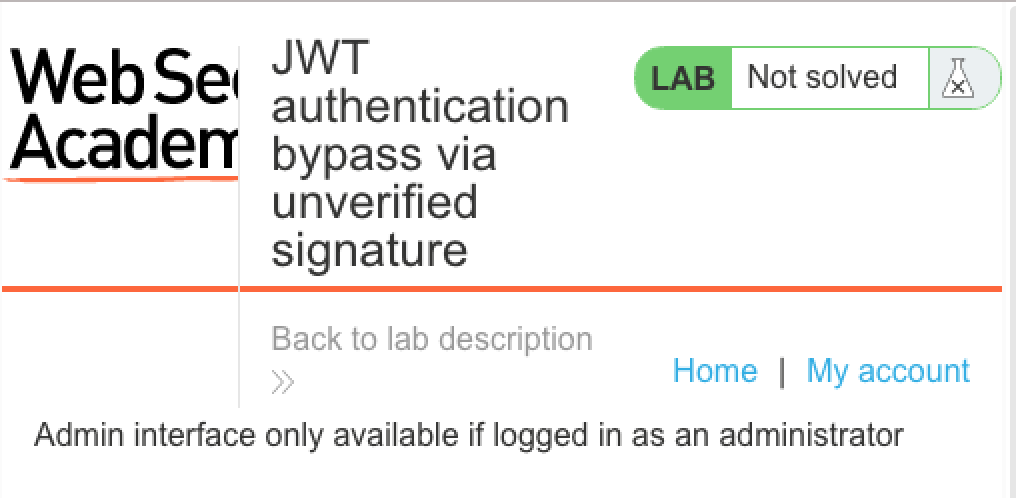 Web Sec
Academ
JWT
authentication
bypass via
unverified
signature
LAB Not solved
Back to lab description
Home | My account
Admin interface only available if logged in as an administrator